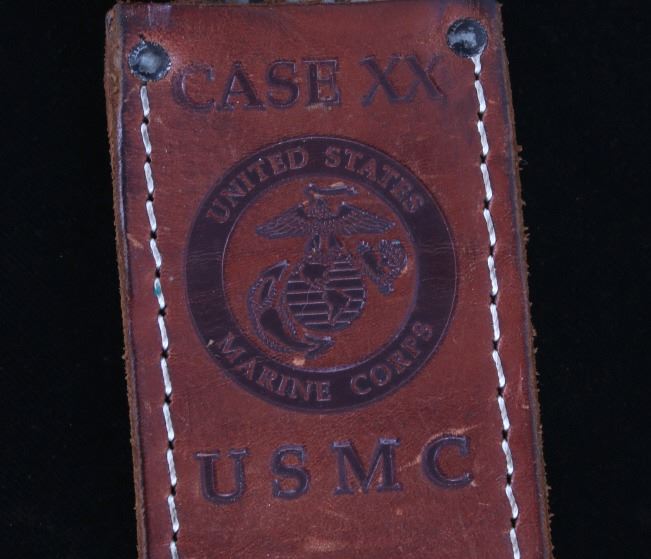 CASE XX
UNITED STATES
MARINE CORPS
USMC